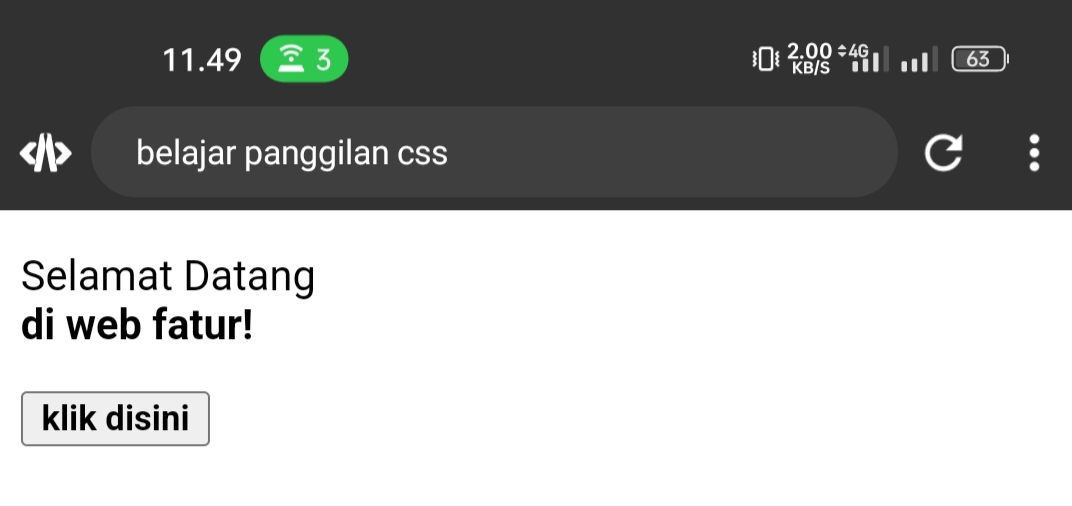 11.49 3 2.00 KB/S 4G 63
belajar panggilan css
Selamat Datang
di web fatur!
klik disini